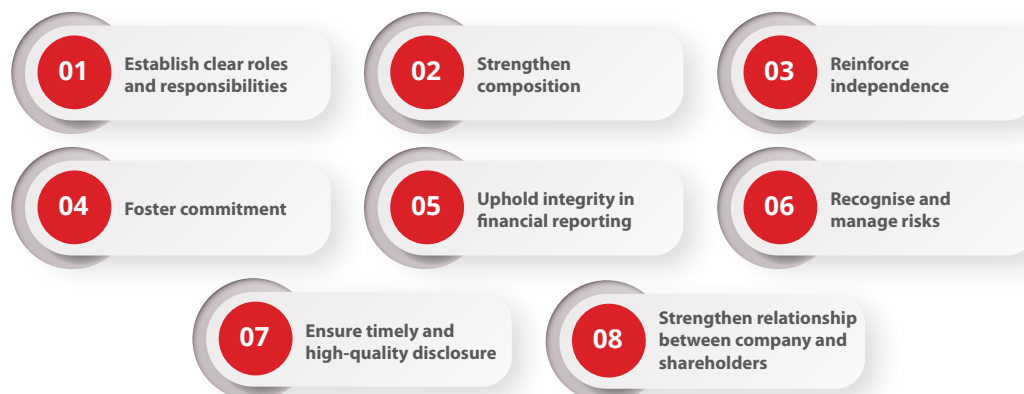 01
Establish clear roles
and responsibilities
02
Strengthen
composition
03
Reinforce
independence
04
Foster commitment
05
Uphold integrity in
financial reporting
06
Recognise and
manage risks
07
Ensure timely and
high-quality disclosure
08
Strengthen relationship
between company and
shareholders